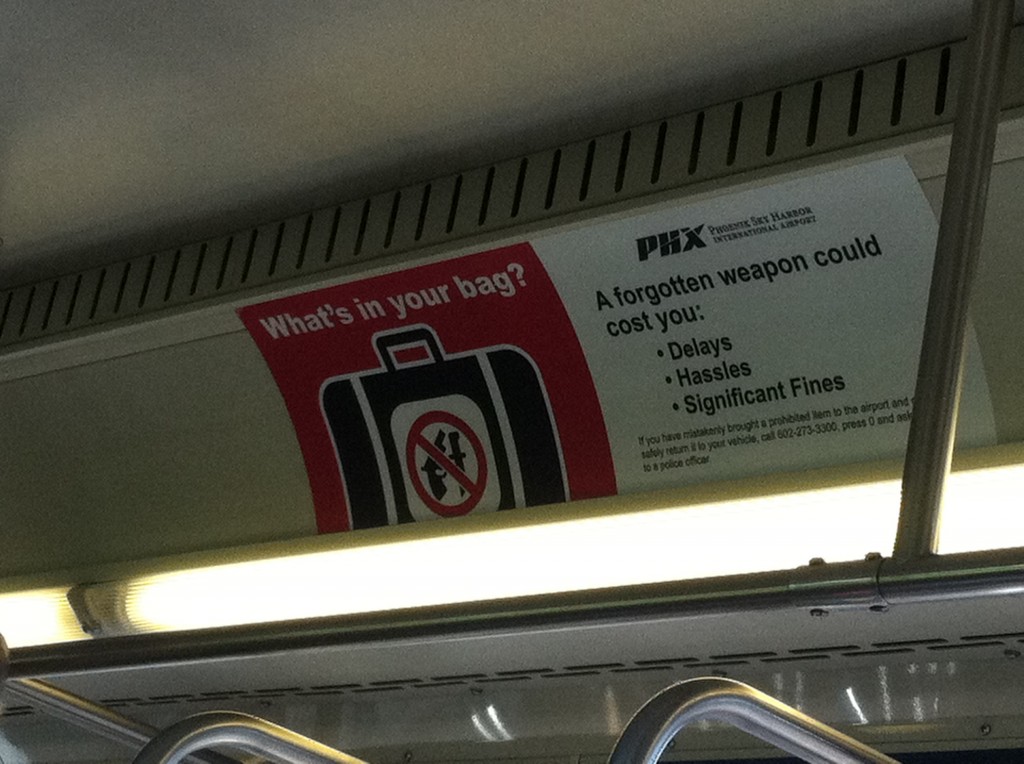 What's in your bag?
PHX PHOENIX SKY HARBOR
INTERNATIONAL AIRPORT
A forgotten weapon could
cost you:
• Delays
• Hassles
• Significant Fines
If you have mistakenly brought a prohibited item to the airport and
safely return it to your vehicle, call 602-273-3300, press 0 and ask
to a police officer.